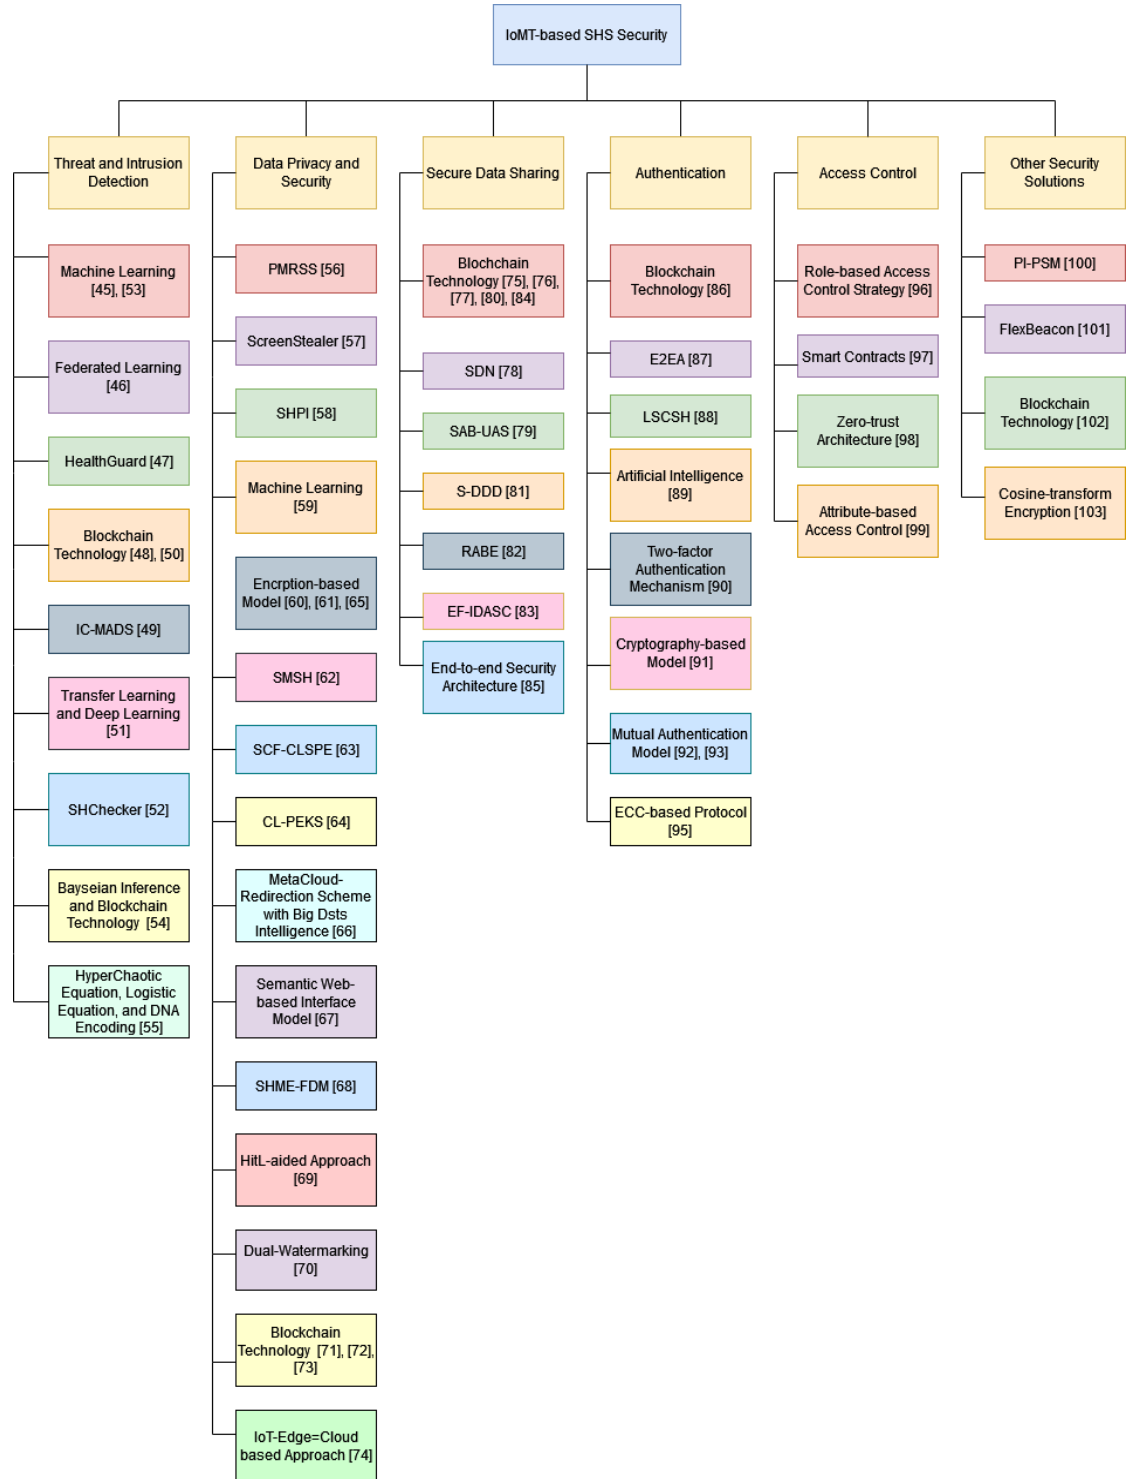 IoMT-based SHS Security
Threat and Intrusion
Detection
Machine Learning
[45], [53]
Federated Learning
[46]
HealthGuard [47]
Blockchain
Technology [48], [50]
IC-MADS [49]
Transfer Learning
and Deep Learning
[51]
SHChecker [52]
Bayseian Inference
and Blockchain
Technology [54]
HyperChaotic
Equation, Logistic
Equation, and DNA
Encoding [55]
Data Privacy and
Security
PMRSS [56]
ScreenStealer [57]
SHPI [58]
Machine Learning
[59]
Encrption-based
Model [60], [61], [65]
SMSH [62]
SCF-CLSPE [63]
CL-PEKS [64]
MetaCloud-
Redirection Scheme
with Big Dsts
Intelligence [66]
Semantic Web-
based Interface
Model [67]
SHME-FDM [68]
HitL-aided Approach
[69]
Dual-Watermarking
[70]
Blockchain
Technology [71], [72],
[73]
IoT-Edge=Cloud
based Approach [74]
Secure Data Sharing
Blochchain
Technology [75], [76],
[77], [80], [84]
SDN [78]
SAB-UAS [79]
S-DDD [81]
RABE [82]
EF-IDASC [83]
End-to-end Security
Architecture [85]
Authentication
Blockchain
Technology [86]
E2EA [87]
LSCSH [88]
Artificial Intelligence
[89]
Two-factor
Authentication
Mechanism [90]
Cryptography-based
Model [91]
Mutual Authentication
Model [92], [93]
ECC-based Protocol
[95]
Access Control
Role-based Access
Control Strategy [96]
Smart Contracts [97]
Zero-trust
Architecture [98]
Attribute-based
Access Control [99]
Other Security
Solutions
PI-PSM [100]
FlexBeacon [101]
Blockchain
Technology [102]
Cosine-transform
Encryption [103]